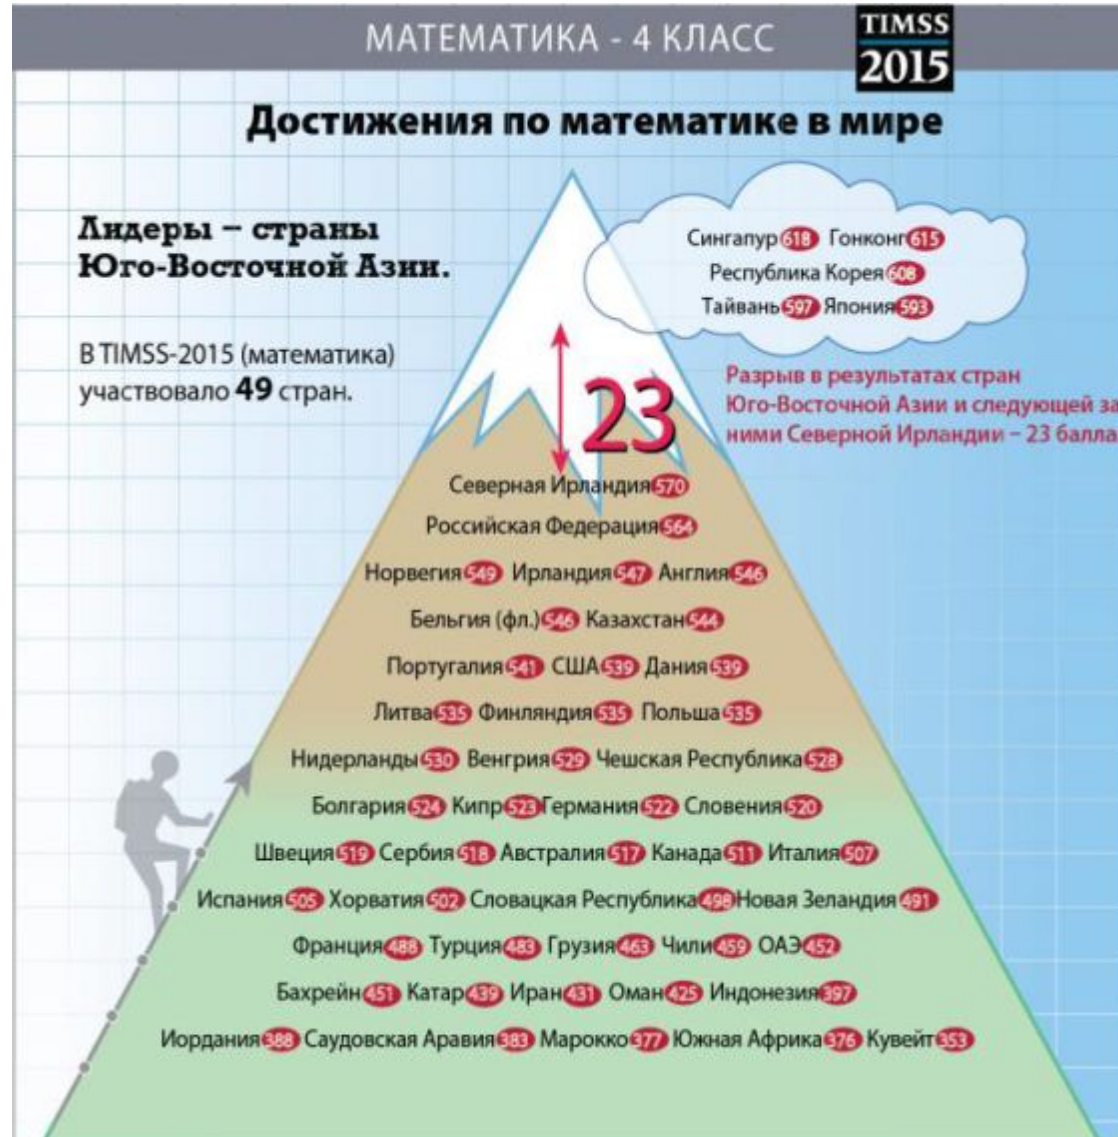 МАТЕМАТИКА - 4 КЛАСС
TIMSS
2015
Достижения по математике в мире
Лидеры – страны
Юго-Восточной Азии.
В TIMSS-2015 (математика)
участвовало 49 стран.
Сингапур 618 Гонконг 615
Республика Корея 608
Тайвань 597 Япония 593
23
Разрыв в результатах стран
Юго-Восточной Азии и следующей за
ними Северной Ирландии – 23 балла
Северная Ирландия 570
Российская Федерация 564
Норвегия 549 Ирландия 547 Англия 546
Бельгия (фл.) 546 Казахстан 544
Португалия 541 США 539 Дания 539
Литва 535 Финляндия 535 Польша 535
Нидерланды 530 Венгрия 529 Чешская Республика 528
Болгария 524 Кипр 523 Германия 522 Словения 520
Швеция 519 Сербия 518 Австралия 517 Канада 511 Италия 507
Испания 505 Хорватия 502 Словацкая Республика 498 Новая Зеландия 491
Франция 488 Турция 483 Грузия 463 Чили 459 ОАЭ 452
Бахрейн 451 Катар 439 Иран 431 Оман 425 Индонезия 397
Иордания 388 Саудовская Аравия 383 Марокко 377 Южная Африка 376 Кувейт 353